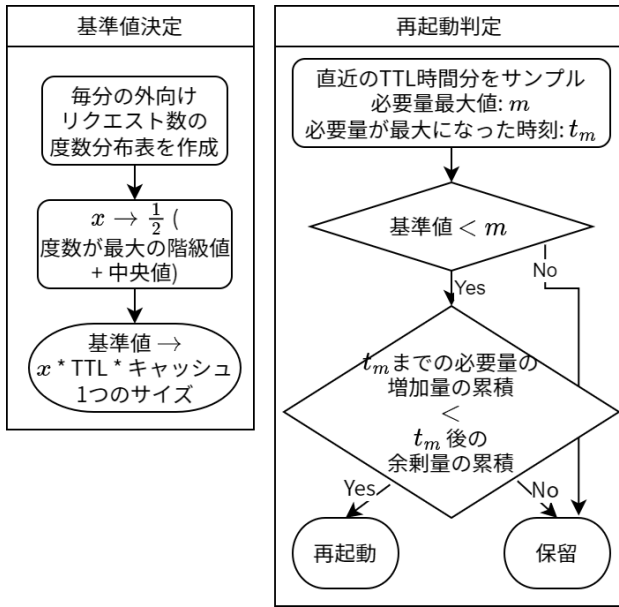 基準値決定
毎分の外向け
リクエスト数の
度数分布表を作成
x → 1/2 (
度数が最大の階級値
+ 中央値)
基準値 →
x * TTL * キャッシュ
1つのサイズ
再起動判定
直近のTTL時間分をサンプル
必要量最大値: m
必要量が最大になった時刻: t_m
基準値 < m
No
Yes
t_m までの必要量の
増加量の累積
<
t_m 後の
余剰量の累積
Yes
No
再起動
保留